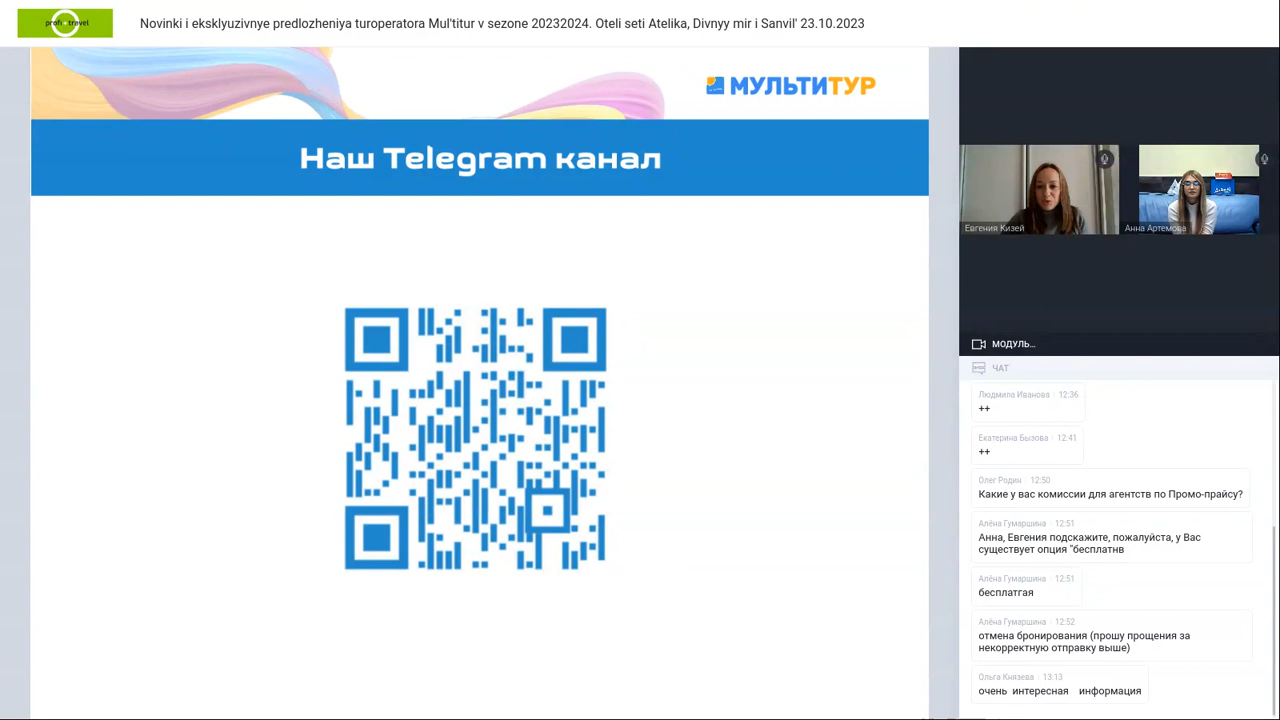 profi travel
Novinki i eksklyuzivnye predlozheniya turoperatora Mul'titur v sezone 20232024. Oteli seti Atelika, Divnyy mir i Sanvil' 23.10.2023
МУЛЬТИТУР
Наш Telegram канал
Евгения Кизей
Анна Артемова
МОДУЛЬ...
ЧАТ
Людмила Иванова 12:36
++
Екатерина Бызова 12:41
++
Олег Родин 12:50
Какие у вас комиссии для агентств по Промо-прайсу?
Алёна Гумаршина 12:51
Анна, Евгения подскажите, пожалуйста, у Вас
существует опция "бесплатнв
Алёна Гумаршина 12:51
бесплатгая
Алёна Гумаршина 12:52
отмена бронирования (прошу прощения за
некорректную отправку выше)
Ольга Князева 13:13
очень интересная информация